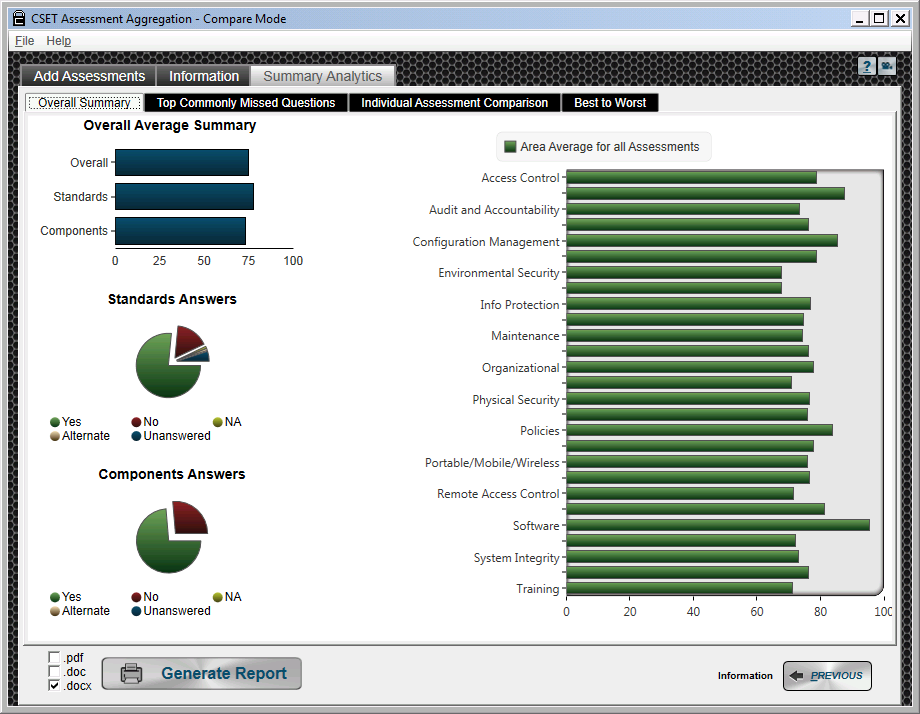 CSET Assessment Aggregation - Compare Mode
File Help
?
Add Assessments Information Summary Analytics
Overall Summary Top Commonly Missed Questions Individual Assessment Comparison Best to Worst
Overall Average Summary
Overall
Standards
Components
0 25 50 75 100
Standards Answers
Yes No NA
Alternate Unanswered
Components Answers
Yes No NA
Alternate Unanswered
Area Average for all Assessments
Access Control
Audit and Accountability
Configuration Management
Environmental Security
Info Protection
Maintenance
Organizational
Physical Security
Policies
Portable/Mobile/Wireless
Remote Access Control
Software
System Integrity
Training
0 20 40 60 80 100
.pdf
.doc
.docx
Generate Report
Information
PREVIOUS